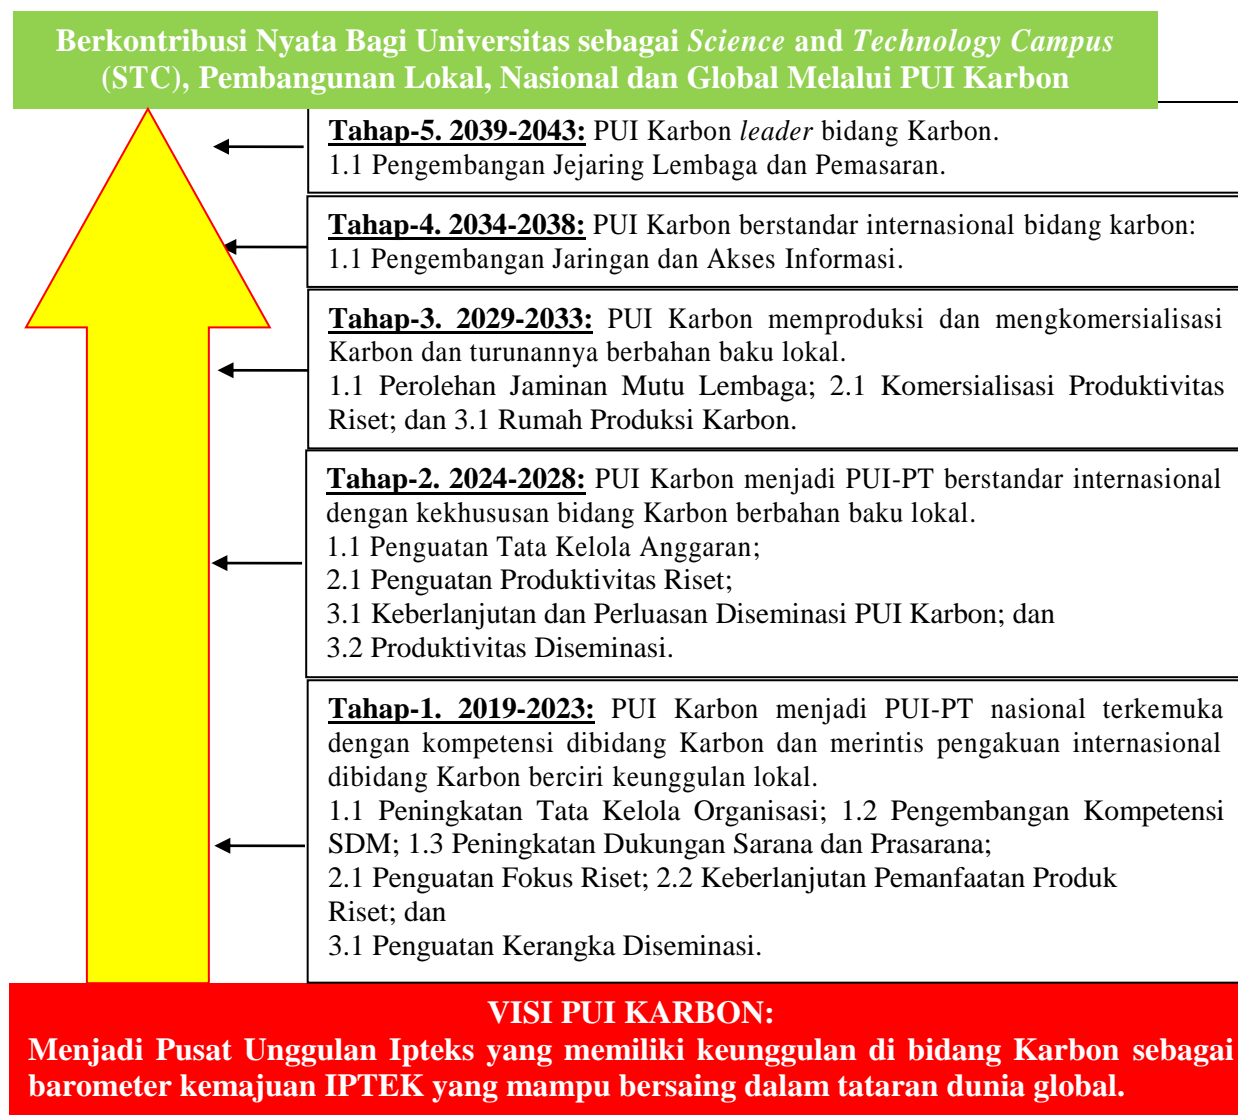 Berkontribusi Nyata Bagi Universitas sebagai Science and Technology Campus
(STC), Pembangunan Lokal, Nasional dan Global Melalui PUI Karbon
Tahap-5. 2039-2043: PUI Karbon leader bidang Karbon.
1.1 Pengembangan Jejaring Lembaga dan Pemasaran.
Tahap-4. 2034-2038: PUI Karbon berstandar internasional bidang karbon:
1.1 Pengembangan Jaringan dan Akses Informasi.
Tahap-3. 2029-2033: PUI Karbon memproduksi dan mengkomersialisasi
Karbon dan turunannya berbahan baku lokal.
1.1 Perolehan Jaminan Mutu Lembaga; 2.1 Komersialisasi Produktivitas
Riset; dan 3.1 Rumah Produksi Karbon.
Tahap-2. 2024-2028: PUI Karbon menjadi PUI-PT berstandar internasional
dengan kekhususan bidang Karbon berbahan baku lokal.
1.1 Penguatan Tata Kelola Anggaran;
2.1 Penguatan Produktivitas Riset;
3.1 Keberlanjutan dan Perluasan Diseminasi PUI Karbon; dan
3.2 Produktivitas Diseminasi.
Tahap-1. 2019-2023: PUI Karbon menjadi PUI-PT nasional terkemuka
dengan kompetensi dibidang Karbon dan merintis pengakuan internasional
dibidang Karbon berciri keunggulan lokal.
1.1 Peningkatan Tata Kelola Organisasi; 1.2 Pengembangan Kompetensi
SDM; 1.3 Peningkatan Dukungan Sarana dan Prasarana;
2.1 Penguatan Fokus Riset; 2.2 Keberlanjutan Pemanfaatan Produk
Riset; dan
3.1 Penguatan Kerangka Diseminasi.
VISI PUI KARBON:
Menjadi Pusat Unggulan Ipteks yang memiliki keunggulan di bidang Karbon sebagai
barometer kemajuan IPTEK yang mampu bersaing dalam tataran dunia global.